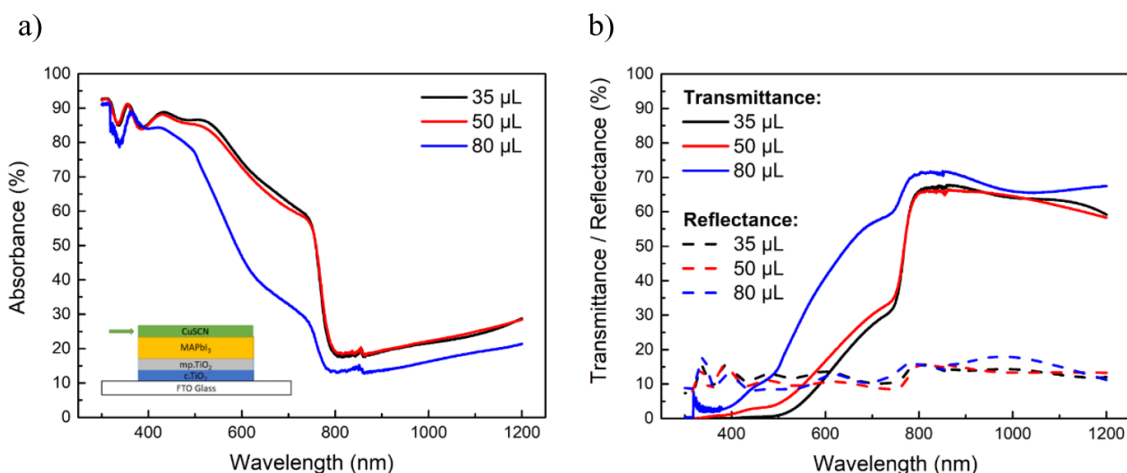 a)
100
90
80
70
60
50
40
30
20
10
0
Absorbance (%)
35 µL
50 µL
80 µL
CuSCN
MAPbI₃
mp.TiO₂
c.TiO₂
FTO Glass
400 600 800 1000 1200
Wavelength (nm)
b)
100
90
80
70
60
50
40
30
20
10
0
Transmittance / Reflectance (%)
Transmittance:
35 µL
50 µL
80 µL
Reflectance:
35 µL
50 µL
80 µL
400 600 800 1000 1200
Wavelength (nm)